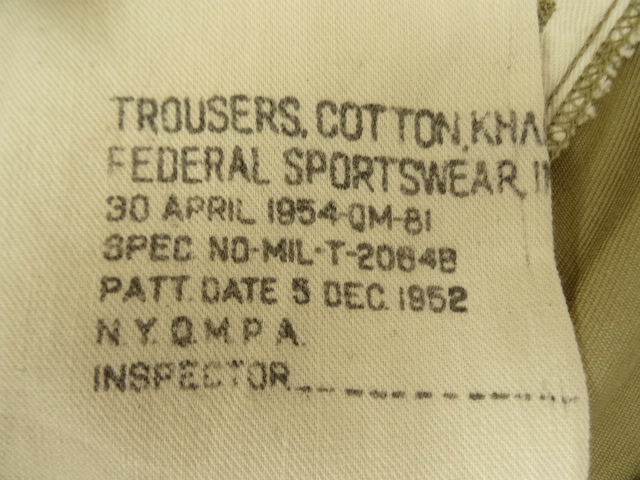 TROUSERS, COTTON, KHA
FEDERAL SPORTSWEAR, I
30 APRIL 1954-QM-81
SPEC NO-MIL-T-2064B
PATT. DATE 5 DEC. 1952
N.Y.Q.M.P.A.
INSPECTOR